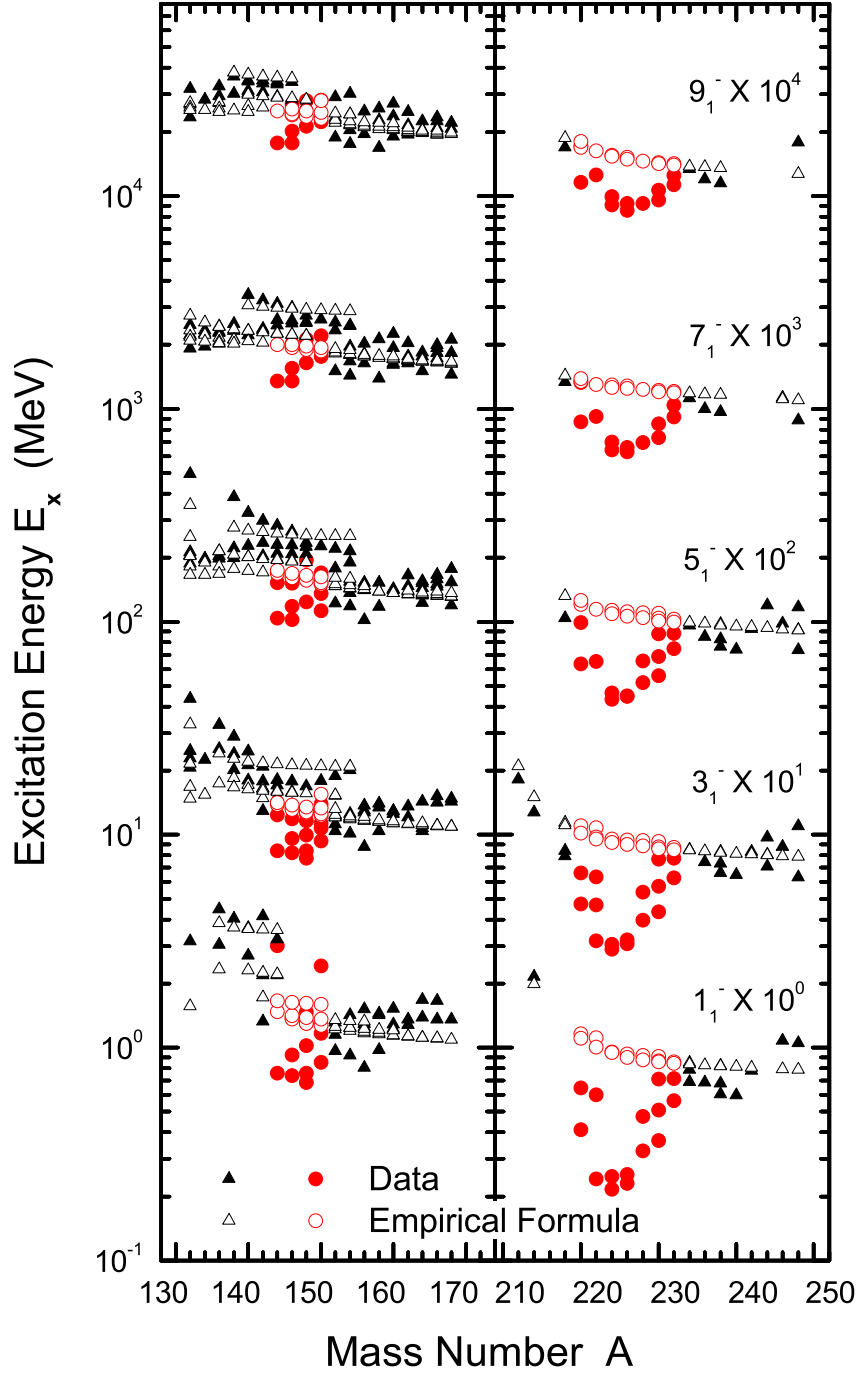 9₁⁻ X 10⁴
10⁴
7₁⁻ X 10³
10³
5₁⁻ X 10²
10²
3₁⁻ X 10¹
10¹
1₁⁻ X 10⁰
10⁰
Data
Empirical Formula
10⁻¹
130 140 150 160 170 210 220 230 240 250
Mass Number A
Excitation Energy Eₓ (MeV)